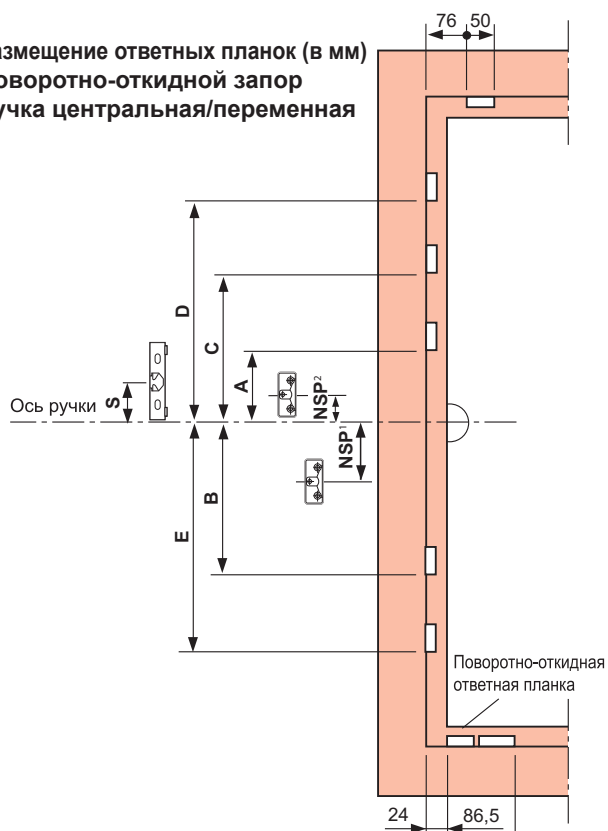 азмещение ответных планок (в мм)
оворотно-откидной запор
учка центральная/переменная
76 50
D
C
A
NSP²
S
Ось ручки
NSP¹
B
E
Поворотно-откидная
ответная планка
24 86,5